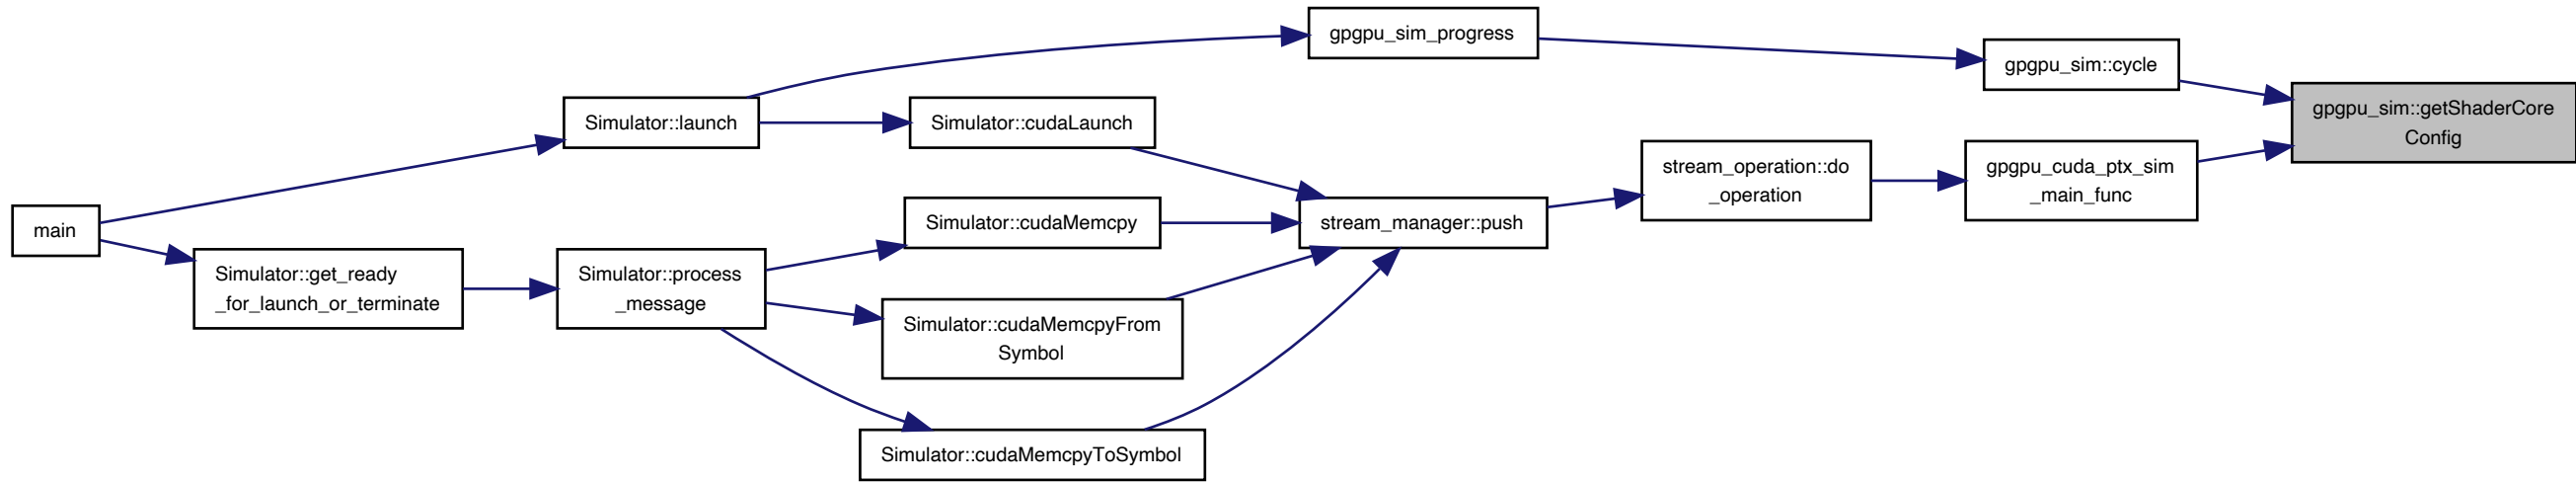 main
Simulator::launch
Simulator::get_ready
_for_launch_or_terminate
Simulator::process
_message
Simulator::cudaLaunch
Simulator::cudaMemcpy
Simulator::cudaMemcpyFrom
Symbol
Simulator::cudaMemcpyToSymbol
gpgpu_sim_progress
stream_manager::push
stream_operation::do
_operation
gpgpu_sim::cycle
gpgpu_cuda_ptx_sim
_main_func
gpgpu_sim::getShaderCore
Config